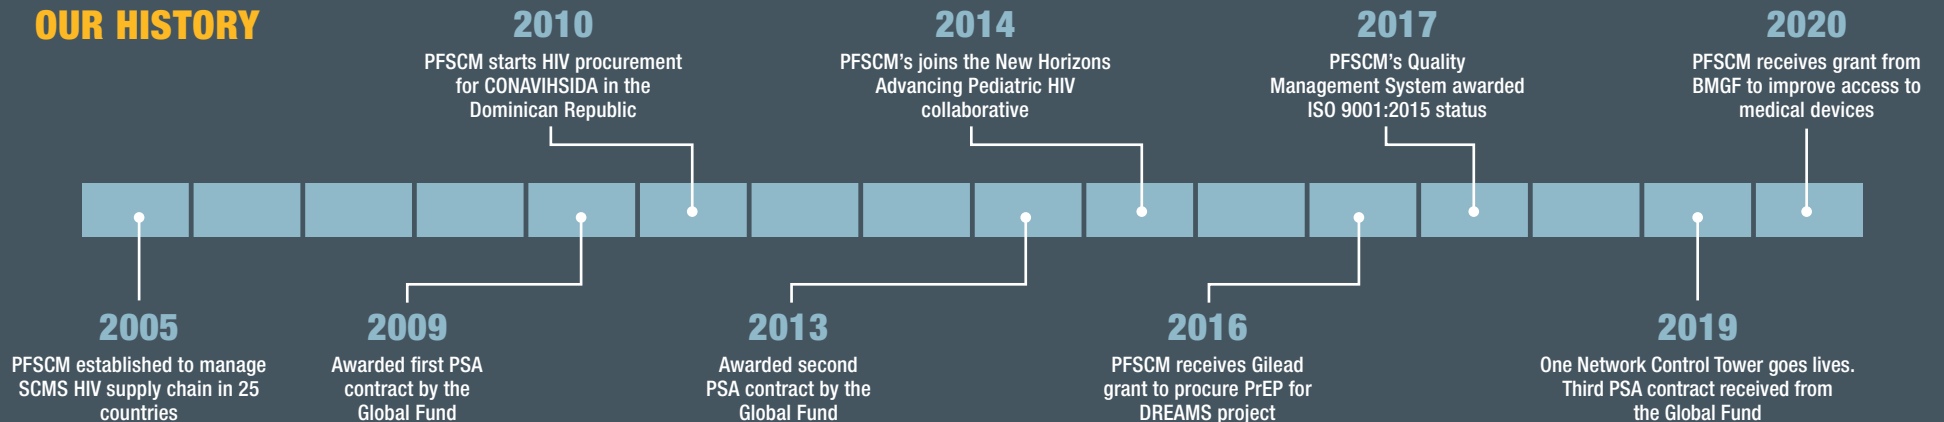 OUR HISTORY
2010
PFSCM starts HIV procurement
for CONAVIHSIDA in the
Dominican Republic
2014
PFSCM's joins the New Horizons
Advancing Pediatric HIV
collaborative
2017
PFSCM's Quality
Management System awarded
ISO 9001:2015 status
2020
PFSCM receives grant from
BMGF to improve access to
medical devices
2005
PFSCM established to manage
SCMS HIV supply chain in 25
countries
2009
Awarded first PSA
contract by the
Global Fund
2013
Awarded second
PSA contract by the
Global Fund
2016
PFSCM receives Gilead
grant to procure PrEP for
DREAMS project
2019
One Network Control Tower goes lives.
Third PSA contract received from
the Global Fund